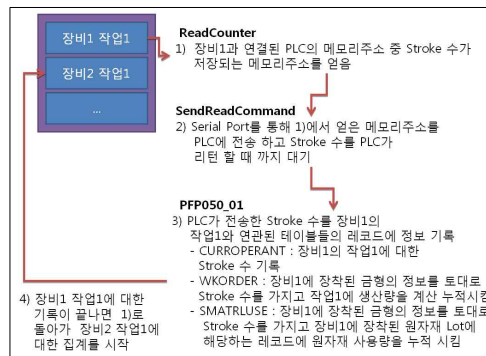 장비1 작업1
장비2 작업1
...
ReadCounter
1) 장비1과 연결된 PLC의 메모리주소 중 Stroke 수가
저장되는 메모리주소를 얻음
SendReadCommand
2) Serial Port를 통해 1)에서 얻은 메모리주소를
PLC에 전송 하고 Stroke 수를 PLC가
리턴 할 때 까지 대기
PFP050_01
3) PLC가 전송한 Stroke 수를 장비1의
작업1와 연관된 테이블들의 레코드에 정보 기록
- CURROPERANT : 장비1의 작업1에 대한
Stroke 수 기록
- WKORDER : 장비1에 장착된 금형의 정보를 토대로
Stroke 수를 가지고 작업1에 생산량을 계산 누적시킴
- SMATRLUSE : 장비1에 장착된 금형의 정보를 토대로
Stroke 수를 가지고 장비1에 장착된 원자재 Lot에
해당하는 레코드에 원자재 사용량을 누적 시킴
4) 장비1 작업1에 대한
기록이 끝나면 1)로
돌아가 장비2 작업1에
대한 집계를 시작